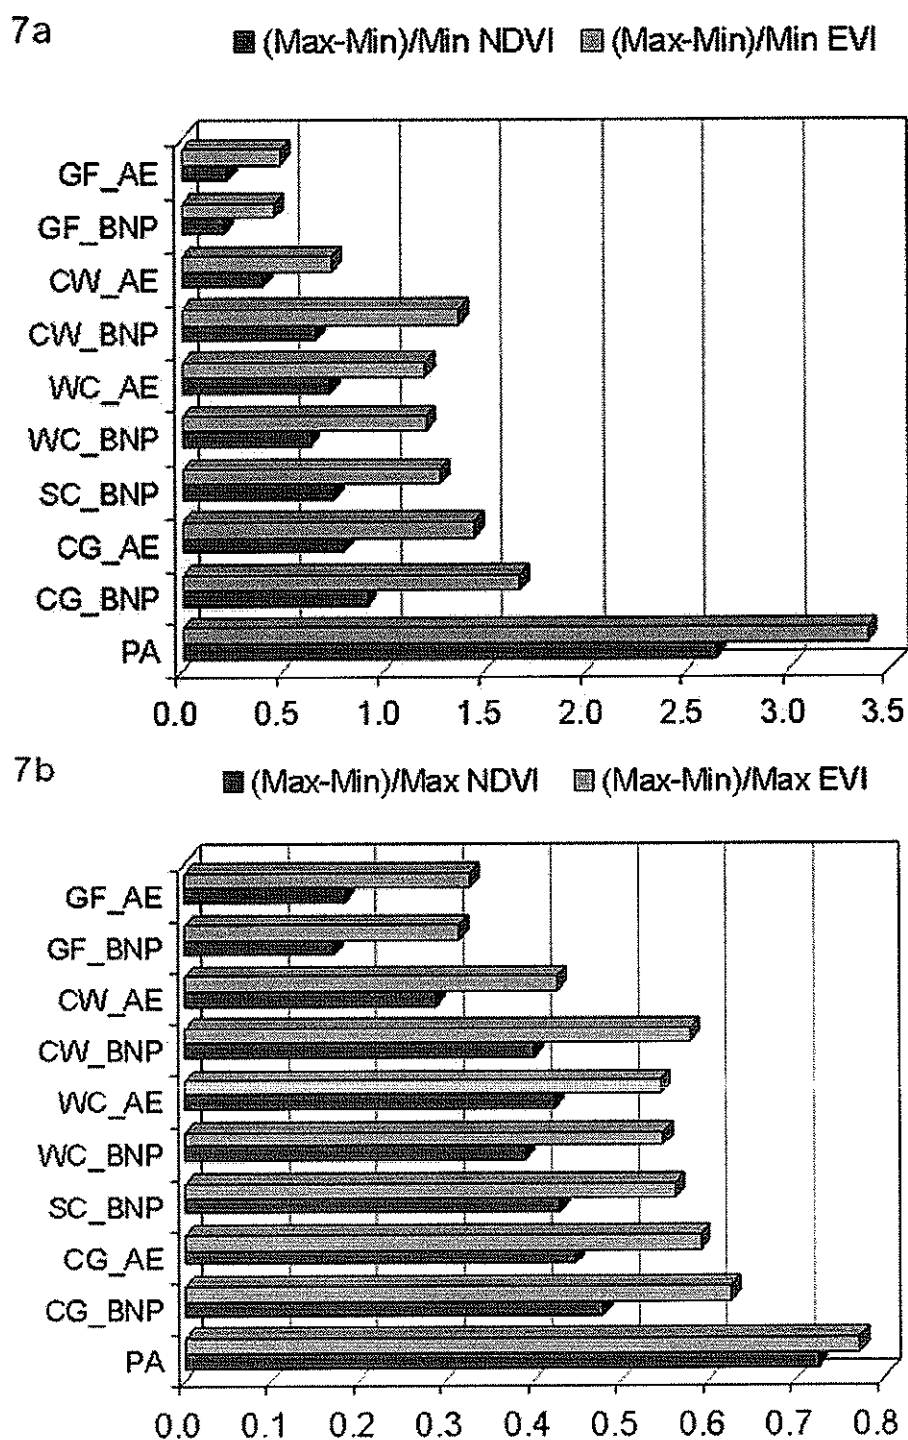 7a
(Max-Min)/Min NDVI (Max-Min)/Min EVI
GF_AE
GF_BNP
CW_AE
CW_BNP
WC_AE
WC_BNP
SC_BNP
CG_AE
CG_BNP
PA
0.0 0.5 1.0 1.5 2.0 2.5 3.0 3.5
7b
(Max-Min)/Max NDVI (Max-Min)/Max EVI
GF_AE
GF_BNP
CW_AE
CW_BNP
WC_AE
WC_BNP
SC_BNP
CG_AE
CG_BNP
PA
0.0 0.1 0.2 0.3 0.4 0.5 0.6 0.7 0.8